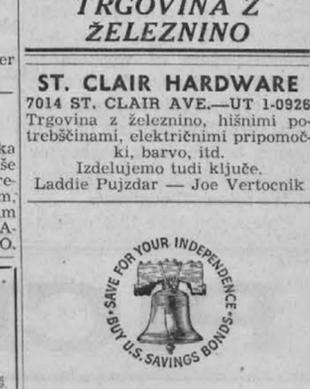 TRGOVINA Z
ŽELEZNINO
ST. CLAIR HARDWARE
7014 ST. CLAIR AVE.—UT 1-0926
Trgovina z železnino, hišnimi po-
trebščinami, električnimi pripomoč-
ki, barvo, itd.
Izdelujemo tudi ključe.
Laddie Pujzdar — Joe Vertocnik
SAVE FOR YOUR INDEPENDENCE
BUY U.S. SAVINGS BONDS